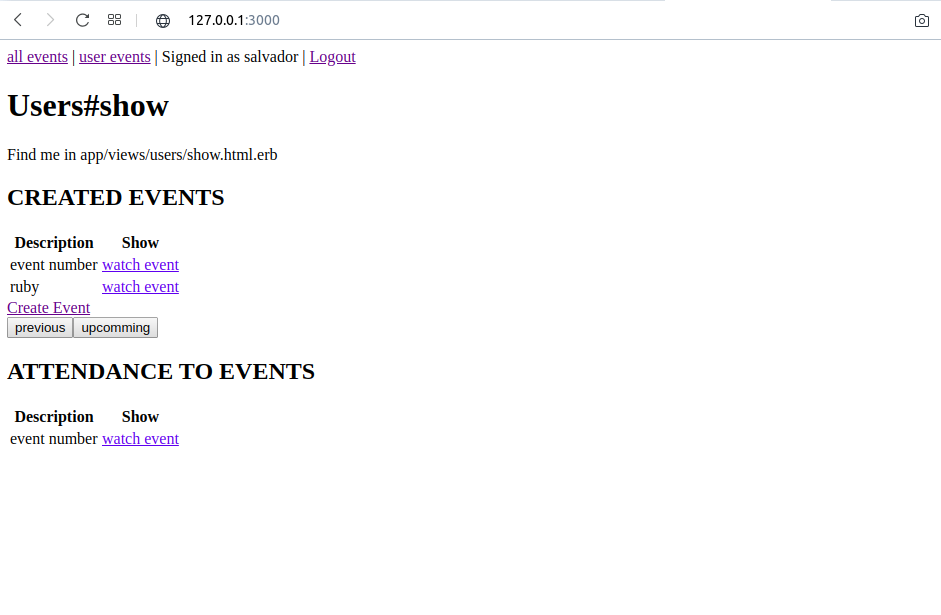 127.0.0.1:3000
all events | user events | Signed in as salvador | Logout
Users#show
Find me in app/views/users/show.html.erb
CREATED EVENTS
Description Show
event number watch event
ruby watch event
Create Event
previous upcomming
ATTENDANCE TO EVENTS
Description Show
event number watch event